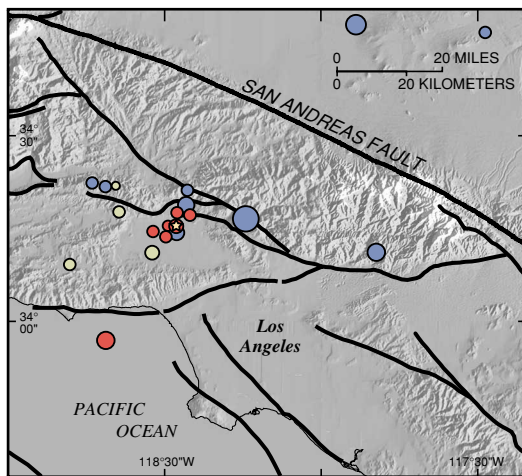 20 MILES
0
0
20 KILOMETERS
SAN ANDREAS FAULT
34
30'
34
00'
Los
Angeles
PACIFIC
OCEAN
118°30"W
117°30"W